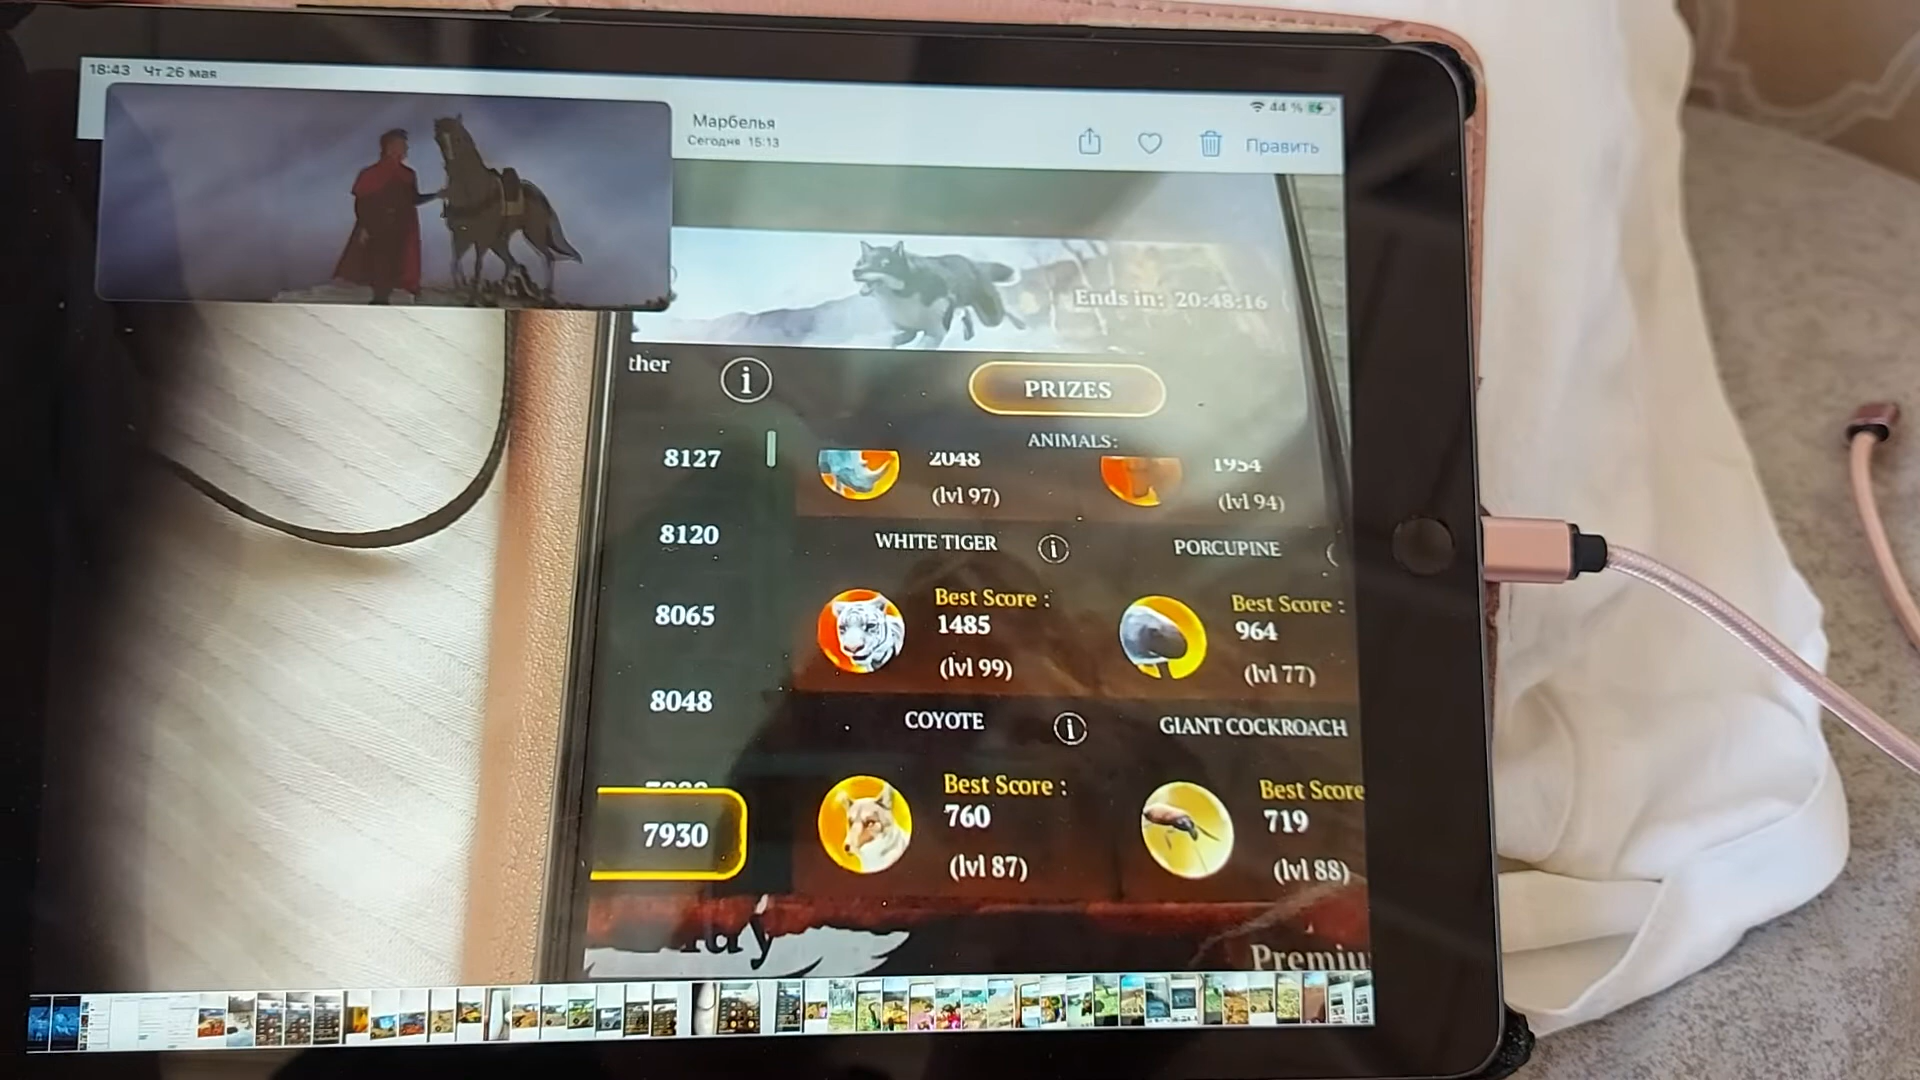 18:43 Чт 26 мая
44 %
Марбелья
Сегодня 15:13
Править
Ends in: 20:48:16
ther
PRIZES
ANIMALS:
8127
2048
1954
(lvl 97)
(lvl 94)
8120
WHITE TIGER
PORCUPINE
Best Score :
Best Score :
8065
1485
964
(lvl 99)
(lvl 77)
8048
COYOTE
GIANT COCKROACH
Best Score :
Best Score
7930
760
719
(lvl 87)
(lvl 88)
Premiu